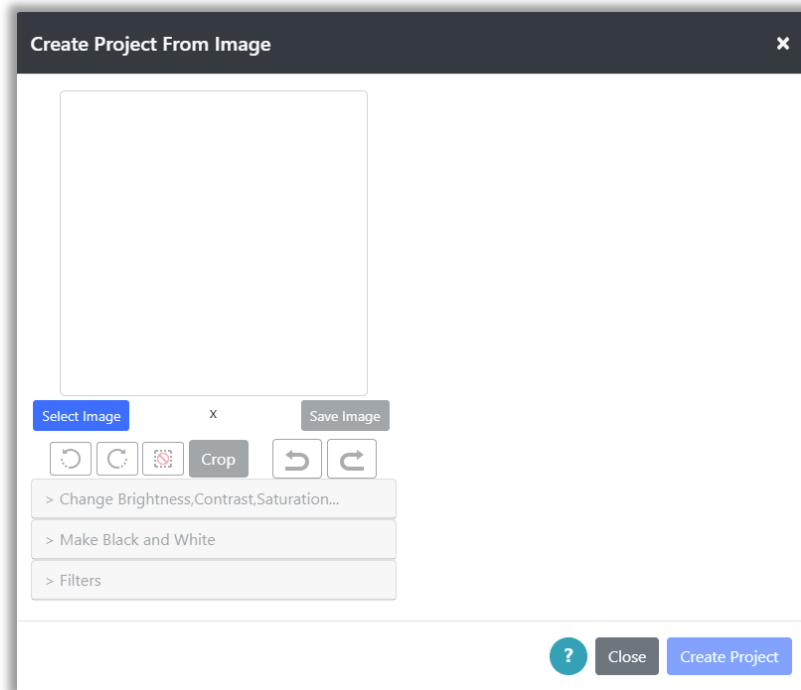 Create Project From Image ×
Select Image x Save Image
Crop
> Change Brightness,Contrast,Saturation...
> Make Black and White
> Filters
? Close Create Project